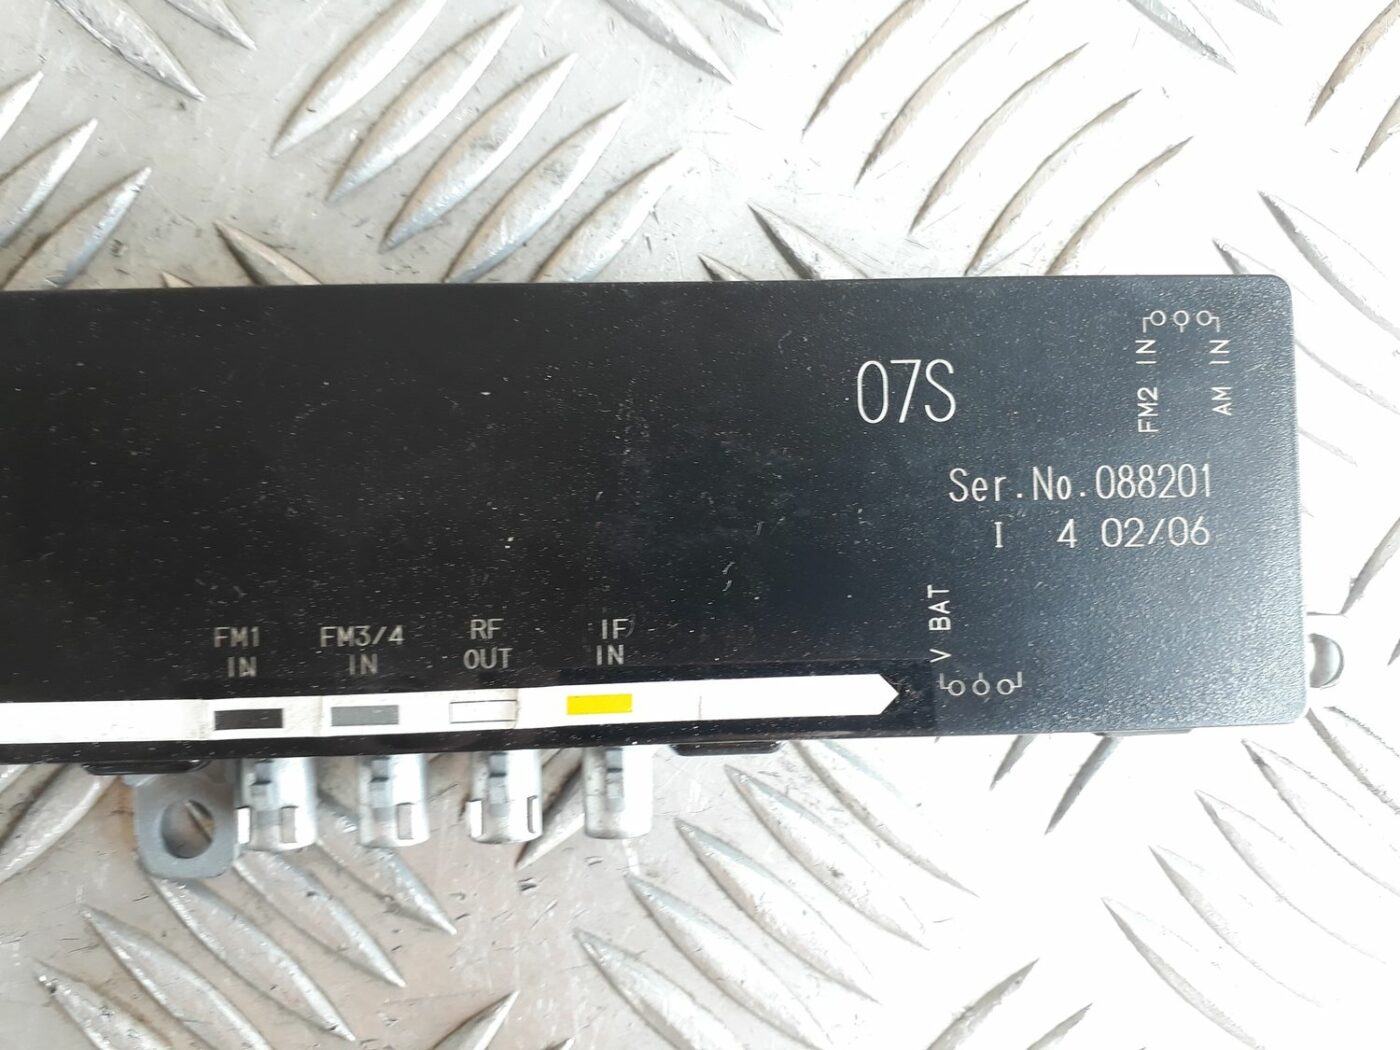 07S
FM2 IN
AM IN
Ser.No.088201
I 4 02/06
V BAT
FM1
IN
FM3/4
IN
RF
OUT
IF
IN